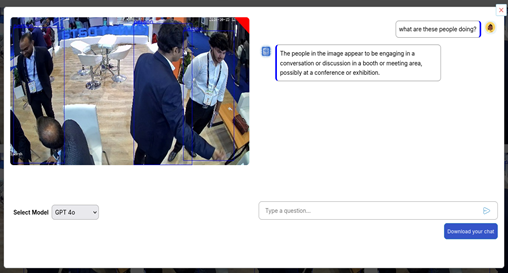 what are these people doing?
The people in the image appear to be engaging in a
conversation or discussion in a booth or meeting area,
possibly at a conference or exhibition.
Select Model
GPT 4o
Type a question...
Download your chat